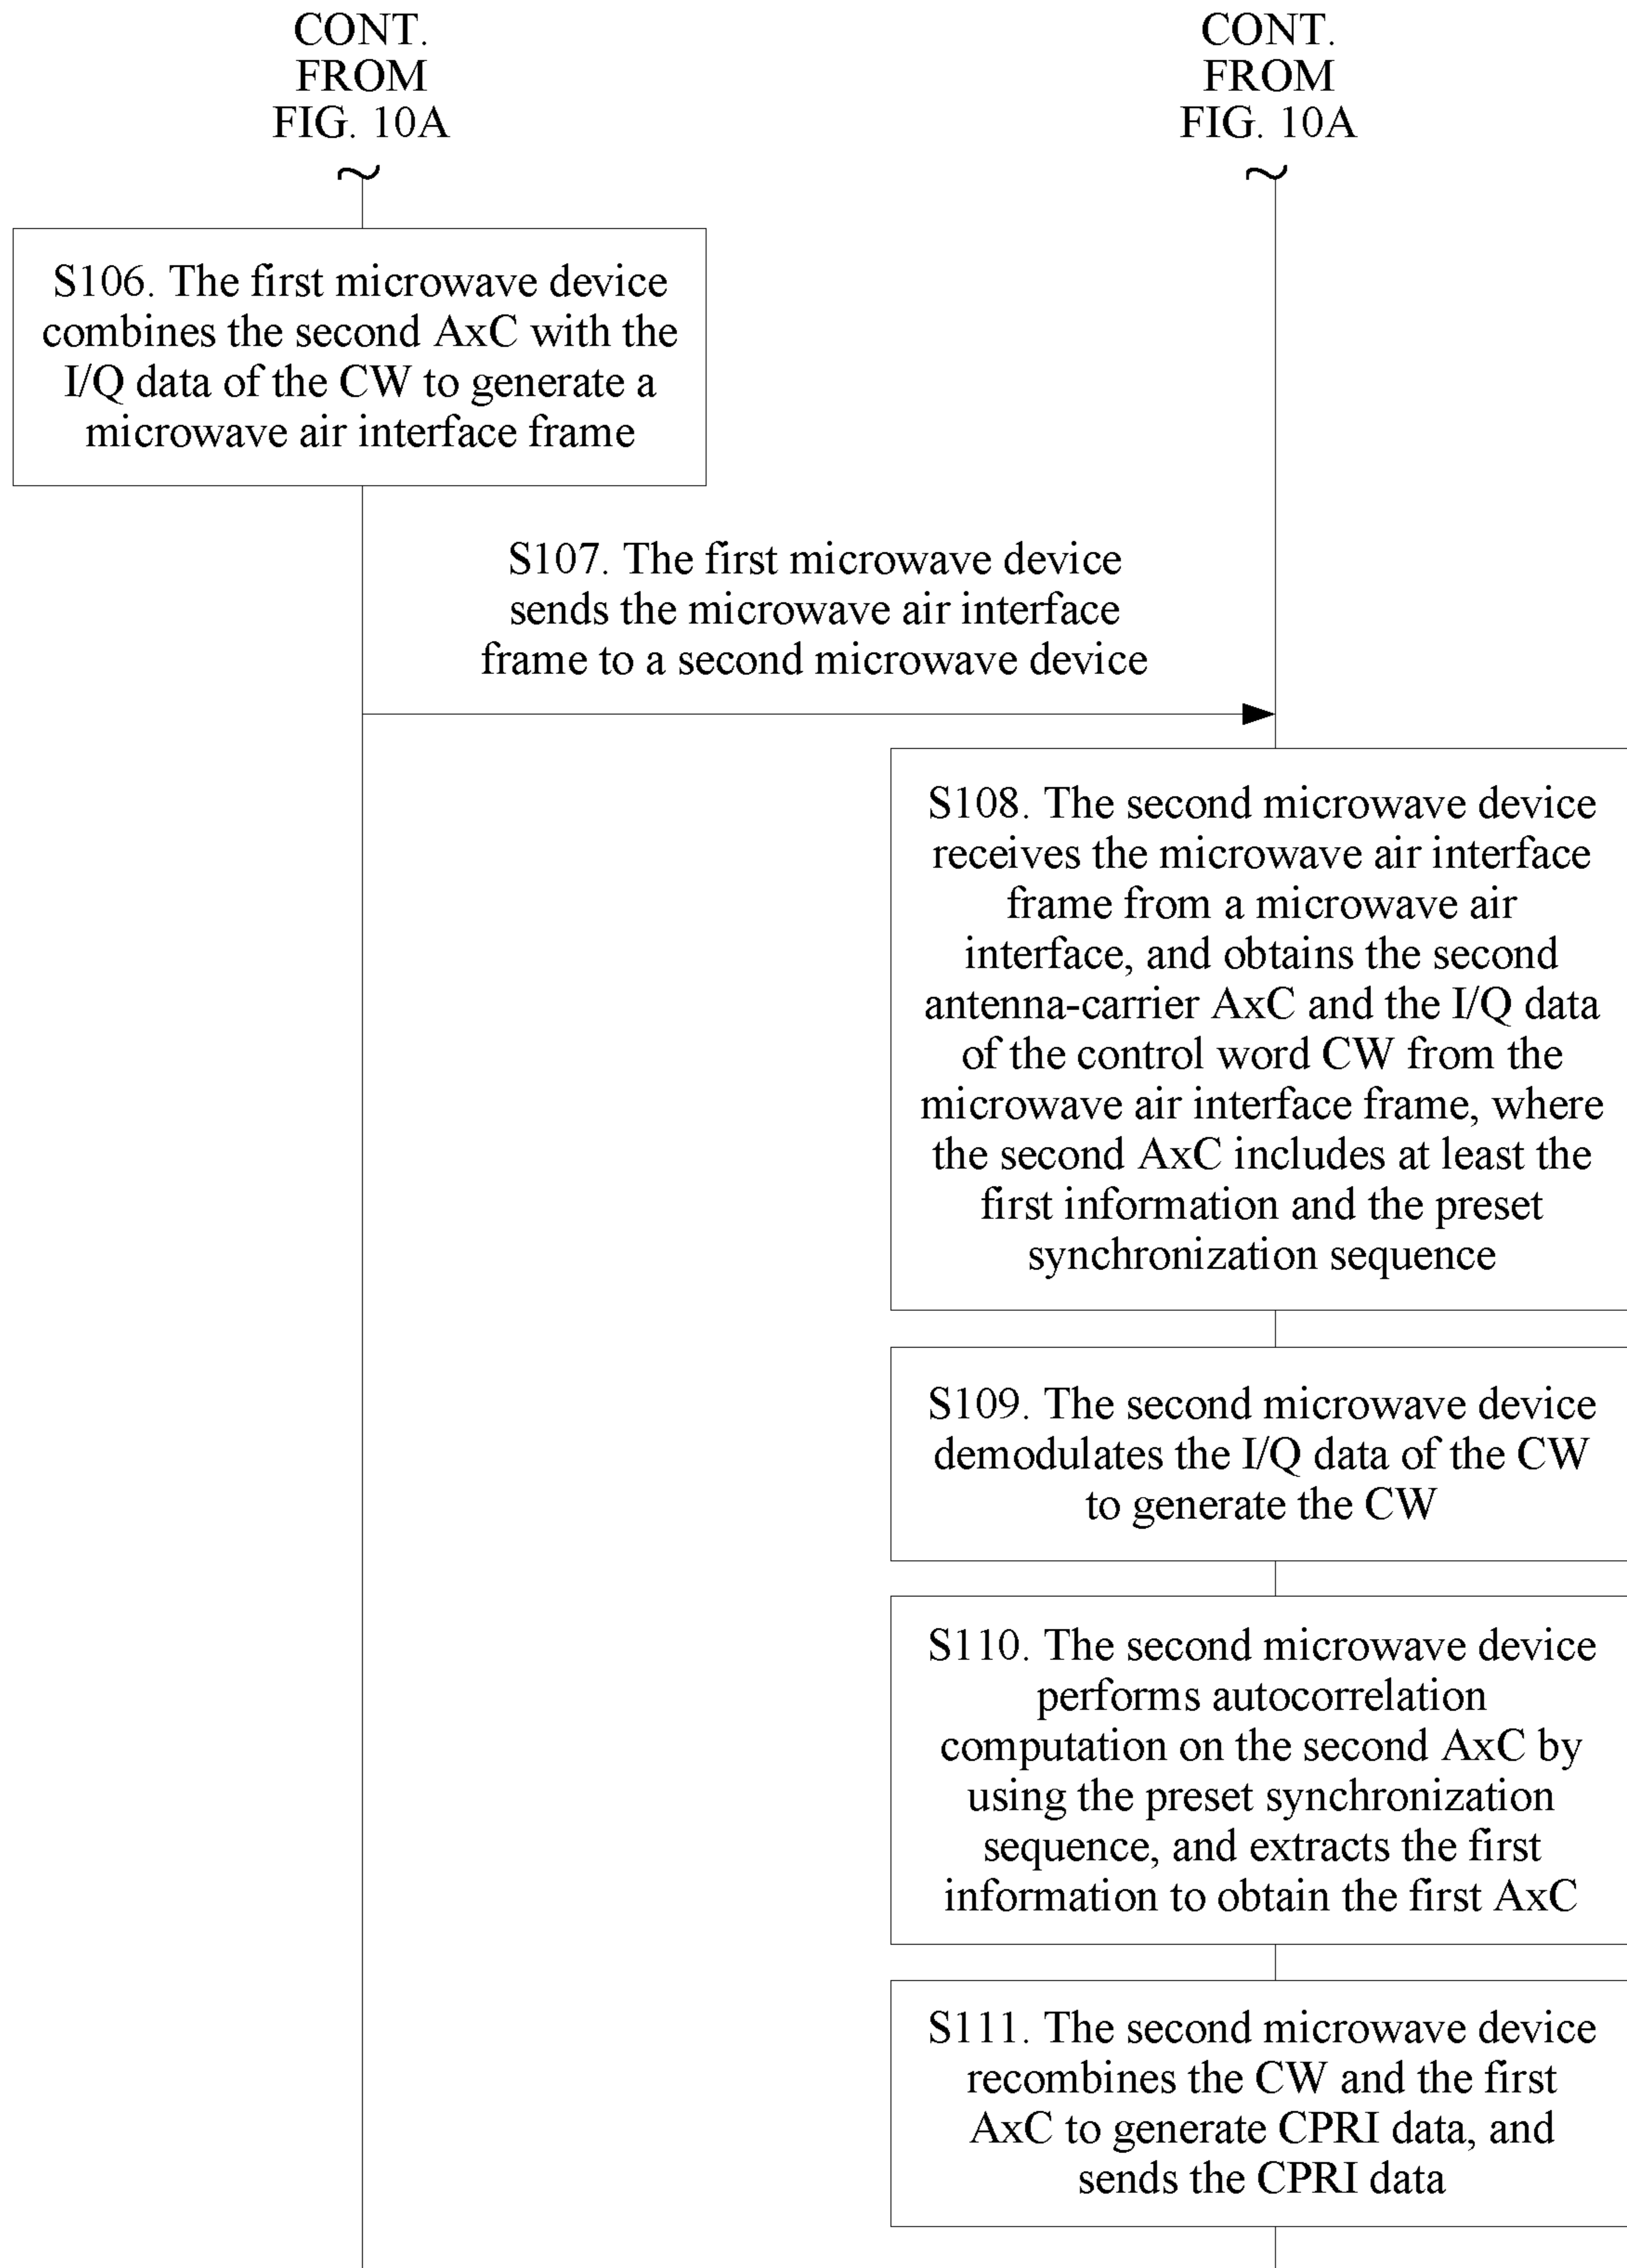 CONT.
FROM
FIG. 10A
CONT.
FROM
FIG. 10A
S106. The first microwave device
combines the second AxC with the
I/Q data of the CW to generate a
microwave air interface frame
S107. The first microwave device
sends the microwave air interface
frame to a second microwave device
S108. The second microwave device
receives the microwave air interface
frame from a microwave air
interface, and obtains the second
antenna-carrier AxC and the I/Q data
of the control word CW from the
microwave air interface frame, where
the second AxC includes at least the
first information and the preset
synchronization sequence
S109. The second microwave device
demodulates the I/Q data of the CW
to generate the CW
S110. The second microwave device
performs autocorrelation
computation on the second AxC by
using the preset synchronization
sequence, and extracts the first
information to obtain the first AxC
S111. The second microwave device
recombines the CW and the first
AxC to generate CPRI data, and
sends the CPRI data